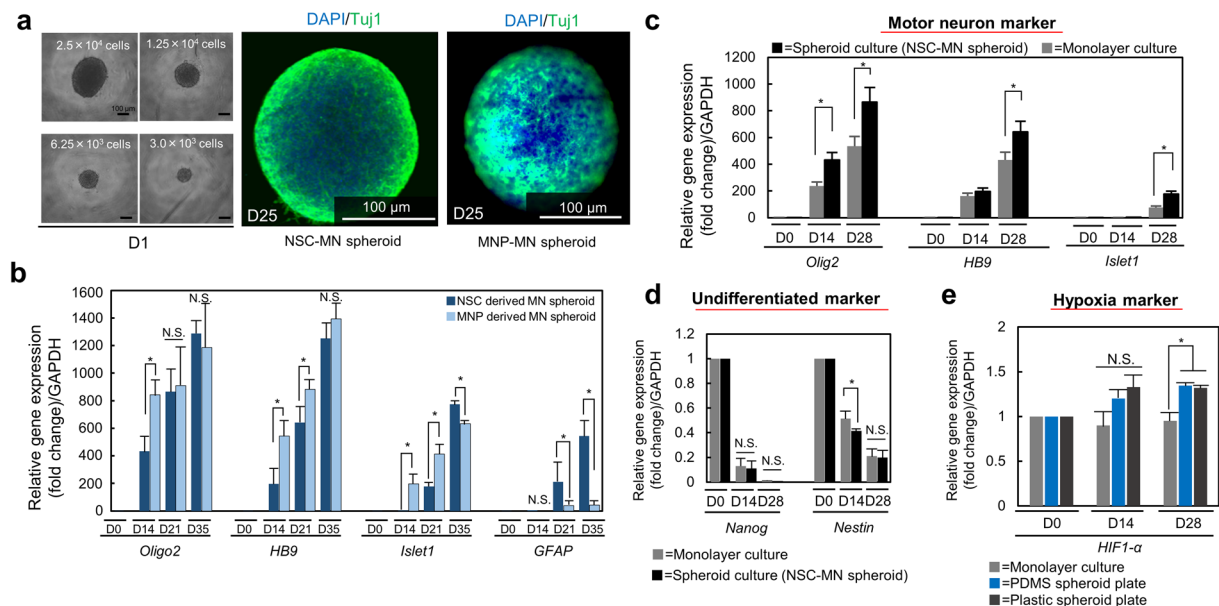 a
2.5 × 10⁴ cells
1.25 × 10⁴ cells
100 μm
6.25 × 10³ cells
3.0 × 10³ cells
D1
DAPI/Tuj1
D25
100 μm
NSC-MN spheroid
DAPI/Tuj1
D25
100 μm
MNP-MN spheroid
b
Relative gene expression
(fold change)/GAPDH
1600
1400
1200
1000
800
600
400
200
0
NSC derived MN spheroid
MNP derived MN spheroid
* N.S. N.S.
* * N.S.
* * *
N.S. * *
D0 D14 D21 D35
Oligo2
D0 D14 D21 D35
HB9
D0 D14 D21 D35
Islet1
D0 D14 D21 D35
GFAP
c
Motor neuron marker
=Spheroid culture (NSC-MN spheroid)
=Monolayer culture
Relative gene expression
(fold change)/GAPDH
1200
1000
800
600
400
200
0
* *
*
*
D0 D14 D28
Olig2
D0 D14 D28
HB9
D0 D14 D28
Islet1
d
Undifferentiated marker
Relative gene expression
(fold change)/GAPDH
1.2
1
0.8
0.6
0.4
0.2
0
N.S. N.S.
* N.S.
D0 D14 D28
Nanog
D0 D14 D28
Nestin
=Monolayer culture
=Spheroid culture (NSC-MN spheroid)
e
Hypoxia marker
Relative gene expression
(fold change)/GAPDH
2
1.5
1
0.5
0
N.S.
*
D0 D14 D28
HIF1-α
=Monolayer culture
=PDMS spheroid plate
=Plastic spheroid plate